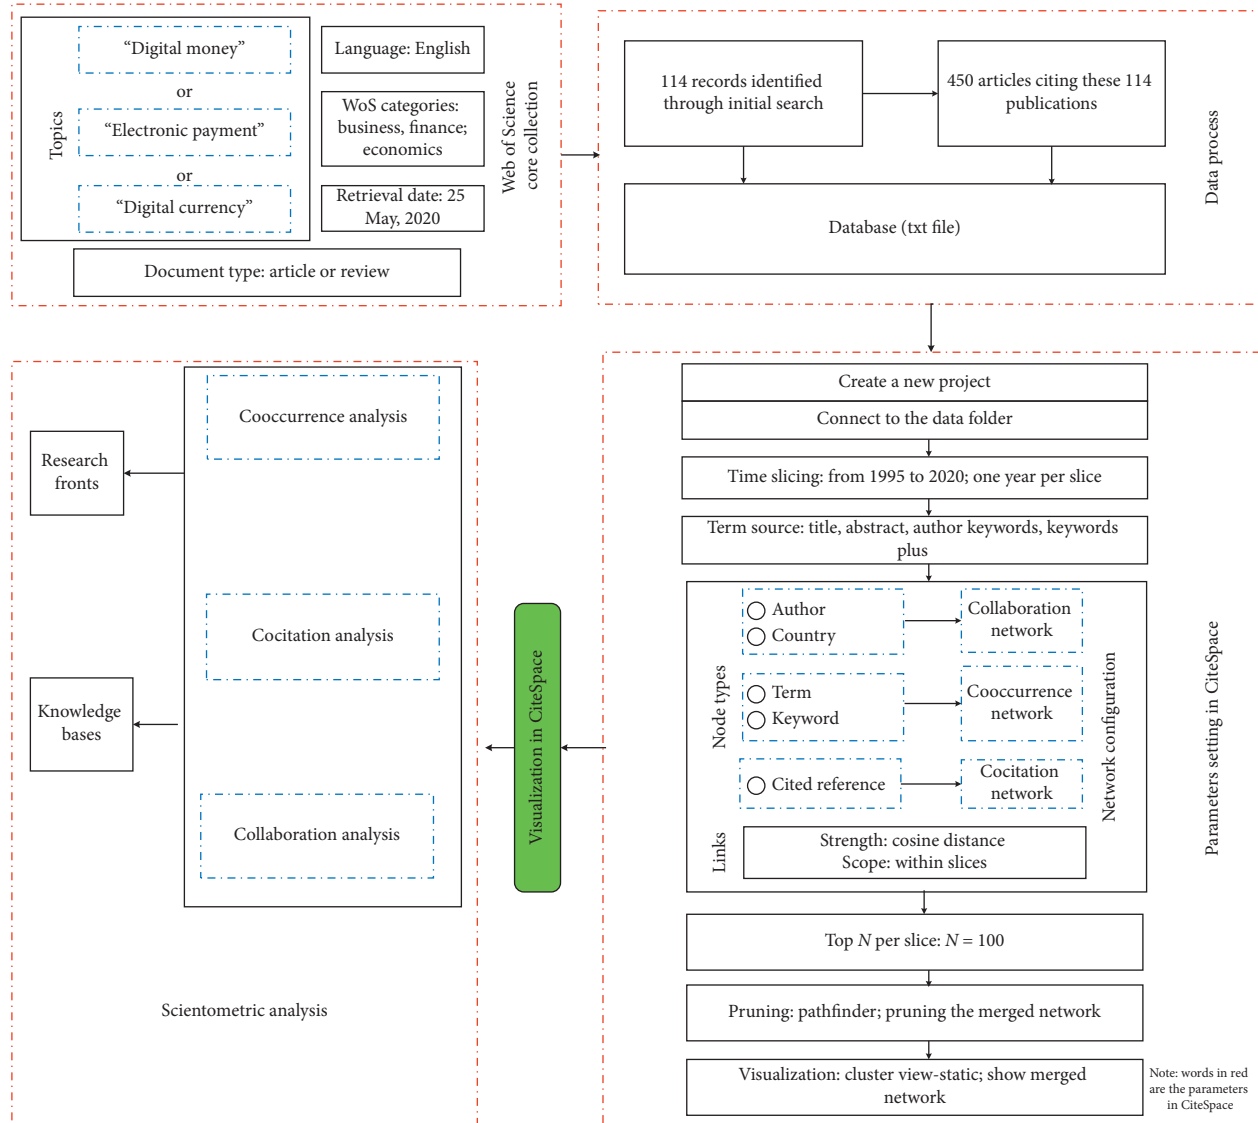 Topics
“Digital money”
or
“Electronic payment”
or
“Digital currency”
Language: English
WoS categories:
business, finance;
economics
Retrieval date: 25
May, 2020
Document type: article or review
Web of Science
core collection
114 records identified
through initial search
450 articles citing these 114
publications
Database (txt file)
Data process
Create a new project
Connect to the data folder
Time slicing: from 1995 to 2020; one year per slice
Term source: title, abstract, author keywords, keywords
plus
Node types
Author
Country
Collaboration
network
Term
Keyword
Cooccurrence
network
Cited reference
Cocitation
network
Network configuration
Links
Strength: cosine distance
Scope: within slices
Top N per slice: N = 100
Pruning: pathfinder; pruning the merged network
Visualization: cluster view-static; show merged
network
Parameters setting in CiteSpace
Note: words in red
are the parameters
in CiteSpace
Visualization in CiteSpace
Cooccurrence analysis
Cocitation analysis
Collaboration analysis
Research
fronts
Knowledge
bases
Scientometric analysis